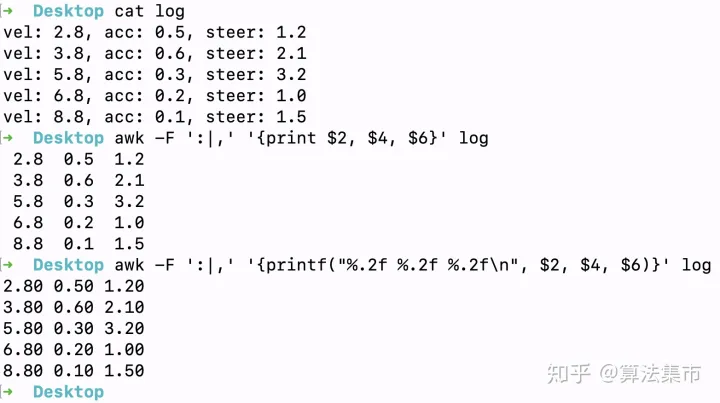 ➜  Desktop cat log
vel: 2.8, acc: 0.5, steer: 1.2
vel: 3.8, acc: 0.6, steer: 2.1
vel: 5.8, acc: 0.3, steer: 3.2
vel: 6.8, acc: 0.2, steer: 1.0
vel: 8.8, acc: 0.1, steer: 1.5
➜  Desktop awk -F ':|,' '{print $2, $4, $6}' log
 2.8  0.5  1.2
 3.8  0.6  2.1
 5.8  0.3  3.2
 6.8  0.2  1.0
 8.8  0.1  1.5
➜  Desktop awk -F ':|,' '{printf("%.2f %.2f %.2f\n", $2, $4, $6)}' log
2.80 0.50 1.20
3.80 0.60 2.10
5.80 0.30 3.20
6.80 0.20 1.00
8.80 0.10 1.50
➜  Desktop
知乎 @算法集市